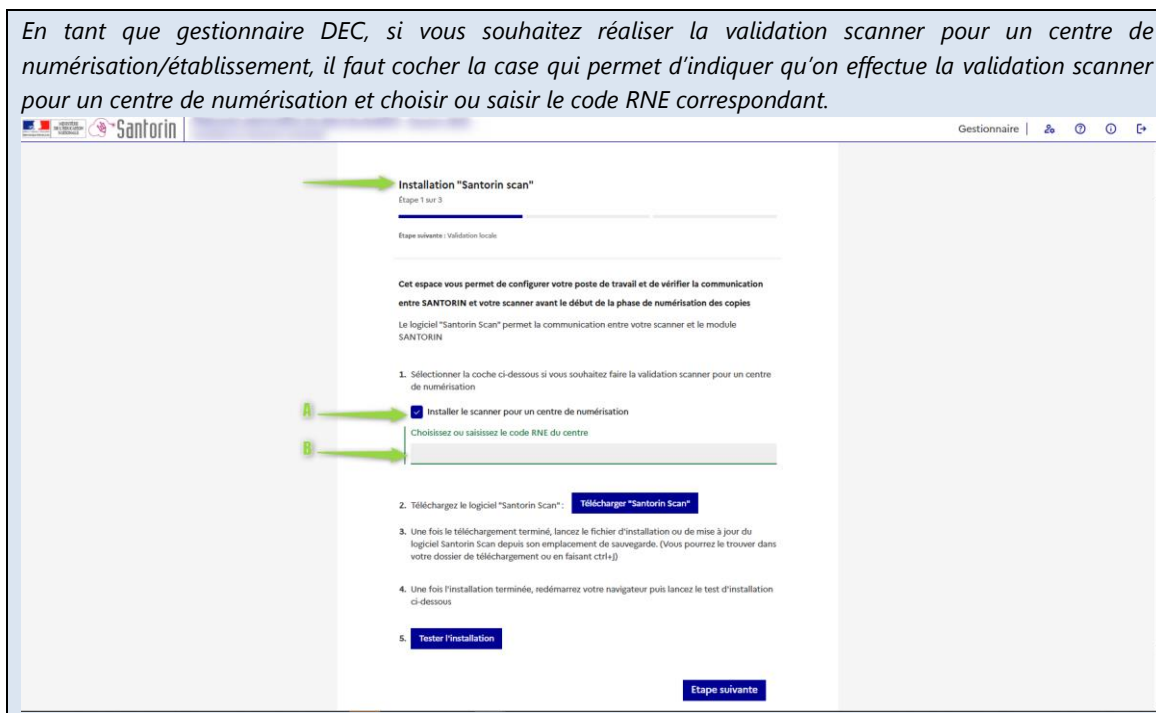 En tant que gestionnaire DEC, si vous souhaitez réaliser la validation scanner pour un centre de
numérisation/établissement, il faut cocher la case qui permet d'indiquer qu'on effectue la validation scanner
pour un centre de numérisation et choisir ou saisir le code RNE correspondant.
Santorin
Gestionnaire
Installation "Santorin scan"
Étape 1 sur 3
Étape suivante : Validation locale
Cet espace vous permet de configurer votre poste de travail et de vérifier la communication
entre SANTORIN et votre scanner avant le début de la phase de numérisation des copies
Le logiciel "Santorin Scan" permet la communication entre votre scanner et le module
SANTORIN
1. Sélectionner la coche ci-dessous si vous souhaitez faire la validation scanner pour un centre
de numérisation
A
Installer le scanner pour un centre de numérisation
Choisissez ou saisissez le code RNE du centre
B
2. Téléchargez le logiciel "Santorin Scan" : Télécharger "Santorin Scan"
3. Une fois le téléchargement terminé, lancez le fichier d'installation ou de mise à jour du
logiciel Santorin Scan depuis son emplacement de sauvegarde. (Vous pourrez le trouver dans
votre dossier de téléchargement ou en faisant ctrl+j)
4. Une fois l'installation terminée, redémarrez votre navigateur puis lancez le test d'installation
ci-dessous
5. Tester l'installation
Etape suivante